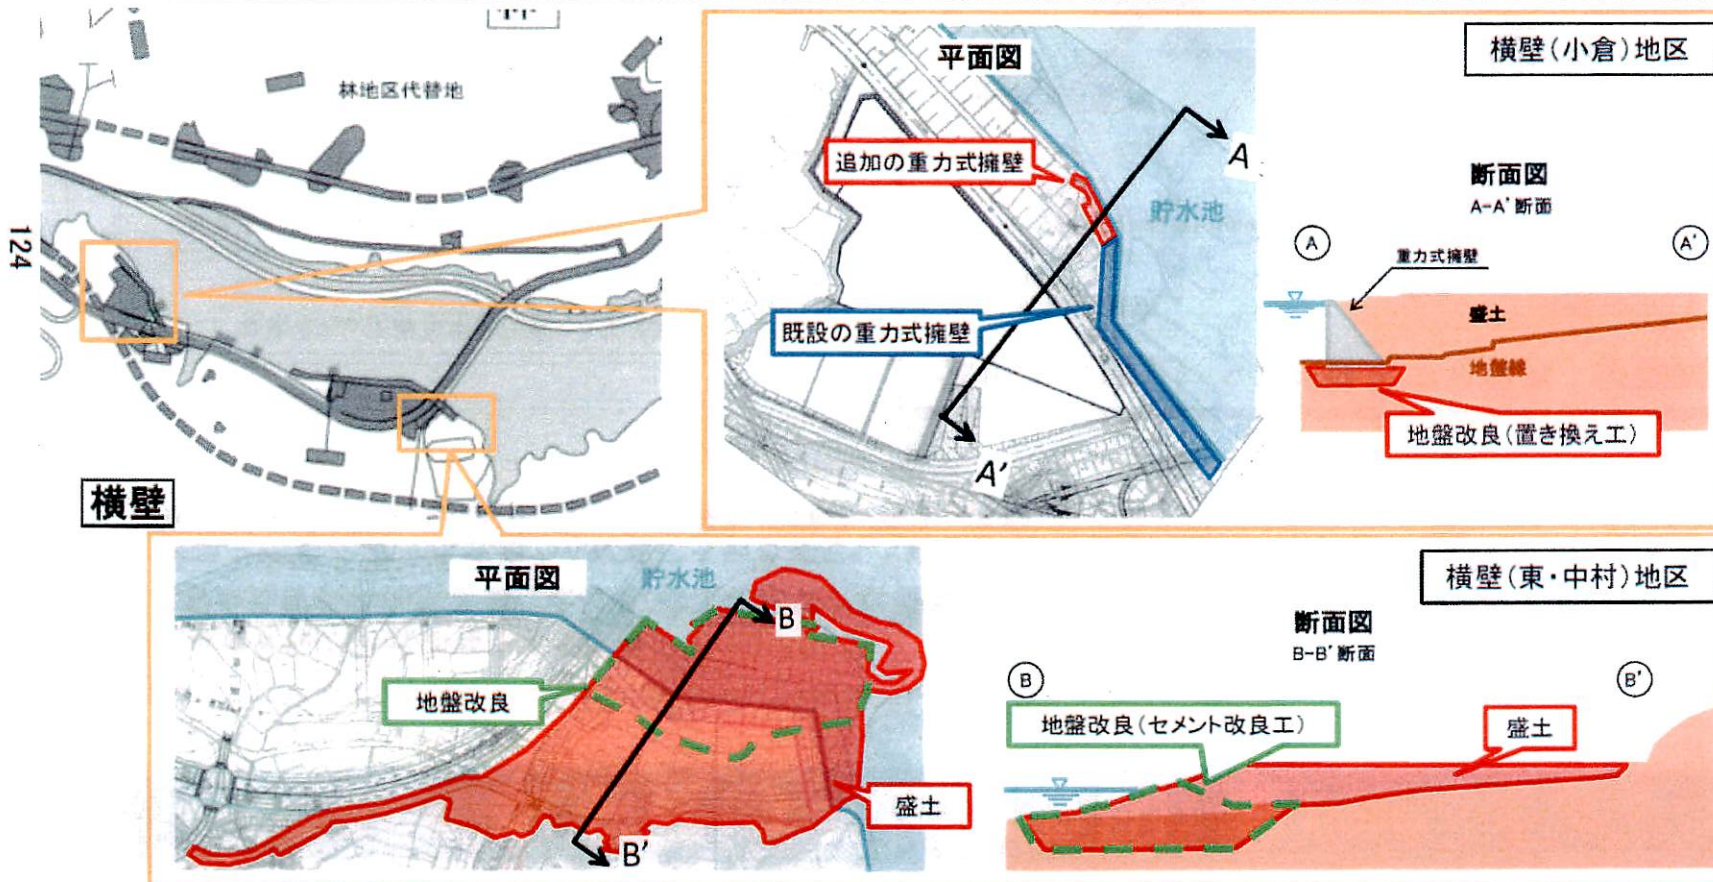 林地区代替地
124
横壁
平面図
横壁(小倉)地区
追加の重力式擁壁
A
貯水池
既設の重力式擁壁
A'
断面図
A-A'断面
A
A'
重力式擁壁
盛土
地盤線
地盤改良(置き換え工)
平面図
貯水池
横壁(東・中村)地区
B
地盤改良
盛土
B'
断面図
B-B'断面
B
B'
地盤改良(セメント改良工)
盛土